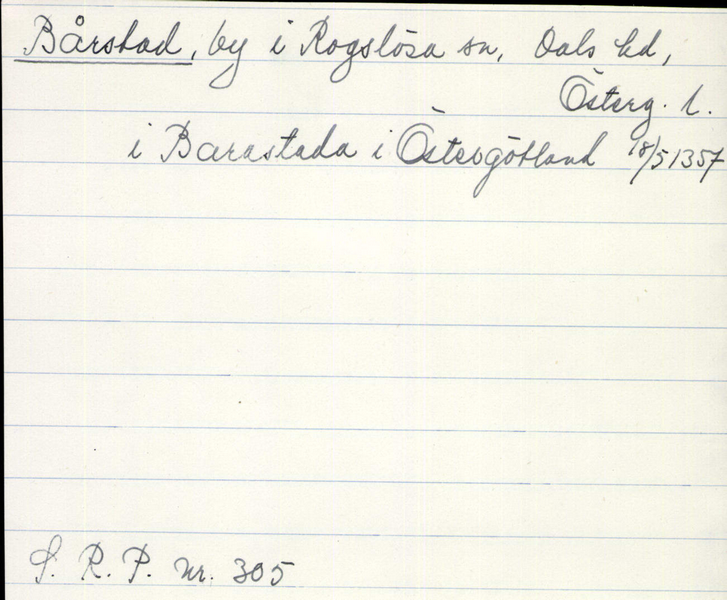 Bårstad, by i Rogslösa sn, Dals hd,
Österg. l.
i Barastada i Östergötland 18/5 1357
S. R. P. nr. 305